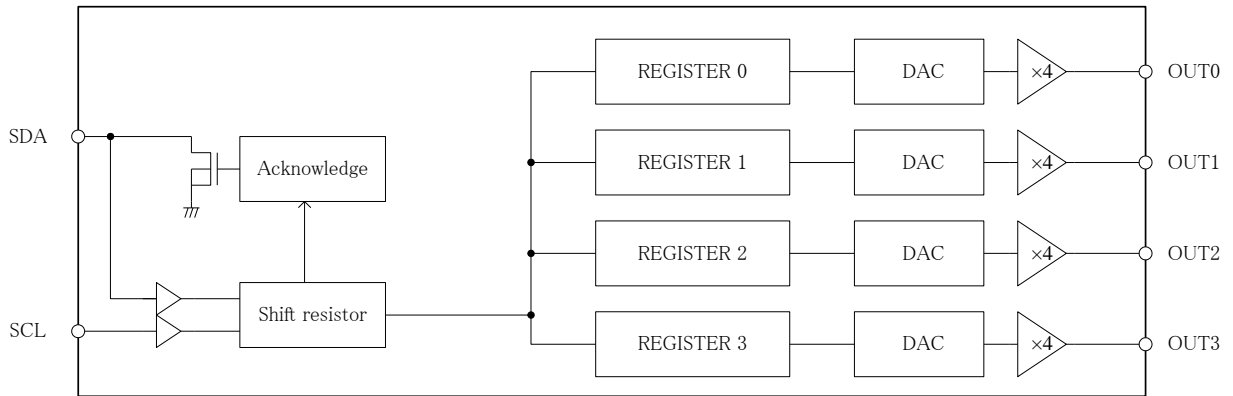 REGISTER 0 DAC ×4 OUT0
SDA Acknowledge
REGISTER 1 DAC ×4 OUT1
REGISTER 2 DAC ×4 OUT2
SCL Shift resistor
REGISTER 3 DAC ×4 OUT3